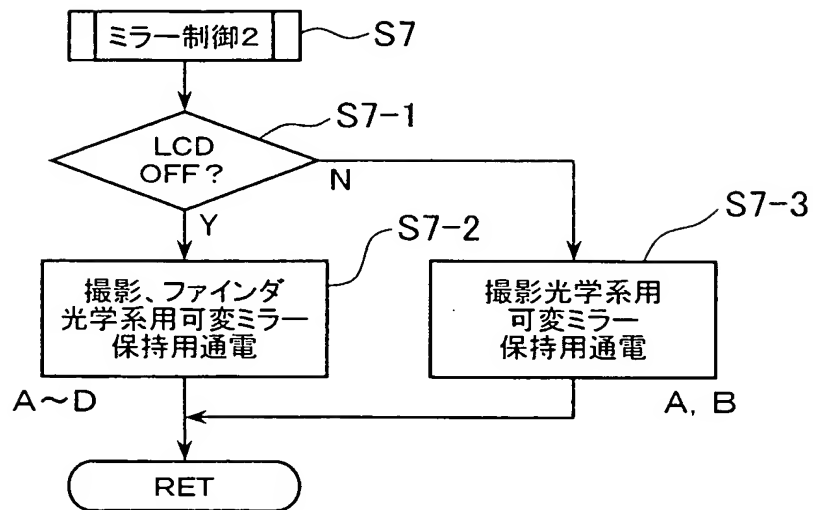 ミラー制御2
S7
S7-1
LCD
OFF?
N
Y
S7-2
S7-3
撮影、ファインダ
光学系用可変ミラー
保持用通電
撮影光学系用
可変ミラー
保持用通電
A～D
A, B
RET